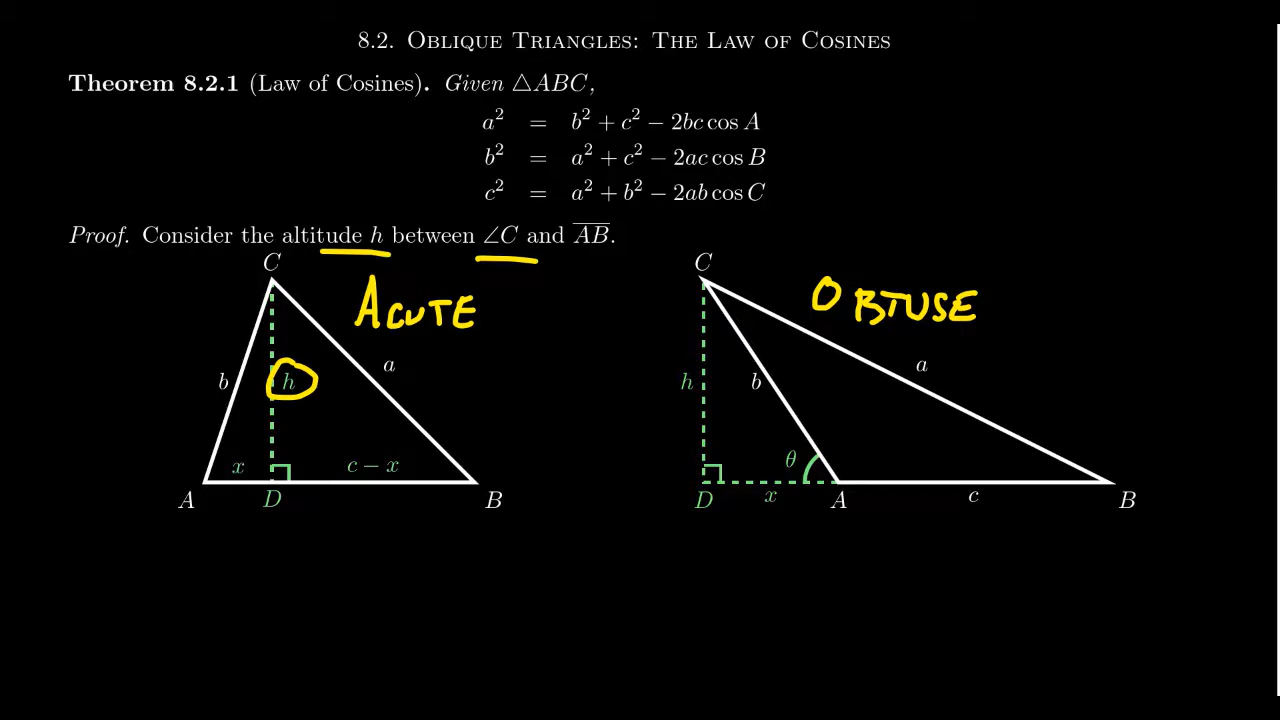 8.2. Oblique Triangles: The Law of Cosines
Theorem 8.2.1 (Law of Cosines). Given △ABC,
a² = b² + c² − 2bc cos A
b² = a² + c² − 2ac cos B
c² = a² + b² − 2ab cos C
Proof. Consider the altitude h between ∠C and A̅B̅.
C
ACUTE
b
h
a
x
c − x
A
D
B
C
OBTUSE
h
b
a
θ
D
x
A
c
B